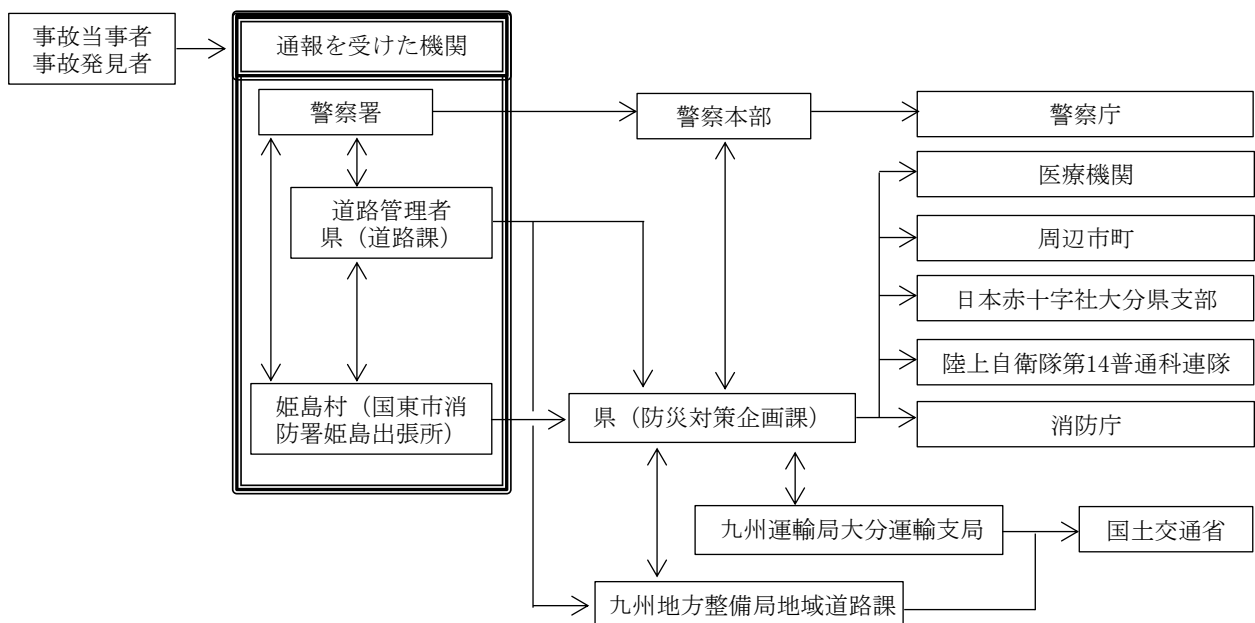 事故当事者
事故発見者
通報を受けた機関
警察署
警察本部
警察庁
医療機関
道路管理者
県（道路課）
周辺市町
日本赤十字社大分県支部
陸上自衛隊第14普通科連隊
姫島村（国東市消
防署姫島出張所）
県（防災対策企画課）
消防庁
九州運輸局大分運輸支局
国土交通省
九州地方整備局地域道路課